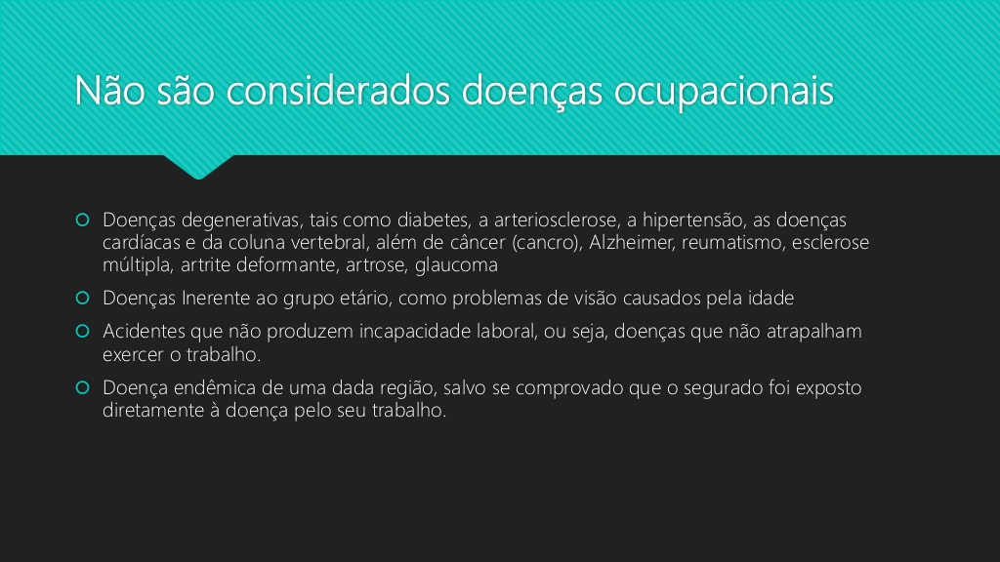 Não são considerados doenças ocupacionais
Doenças degenerativas, tais como diabetes, a arteriosclerose, a hipertensão, as doenças
cardíacas e da coluna vertebral, além de câncer (cancro), Alzheimer, reumatismo, esclerose
múltipla, artrite deformante, artrose, glaucoma
Doenças Inerente ao grupo etário, como problemas de visão causados pela idade
Acidentes que não produzem incapacidade laboral, ou seja, doenças que não atrapalham
exercer o trabalho.
Doença endêmica de uma dada região, salvo se comprovado que o segurado foi exposto
diretamente à doença pelo seu trabalho.